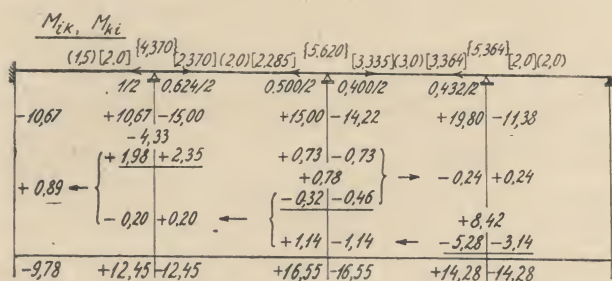 M_ik, M_ki
(1,5) [2,0] {4,370} [2,370] (2,0) [2,285] {5,620} [3,335] (3,0) [3,364] {5,364} [2,0] (2,0)
1/2 0,624/2 0,500/2 0,400/2 0,432/2
-10,67 +10,67 -15,00 +15,00 -14,22 +19,80 -11,38
-4,33
+1,98 +2,35 +0,73 -0,73
+0,89 +0,78 -0,24 +0,24
-0,32 -0,46
-0,20 +0,20 +8,42
+1,14 -1,14 -5,28 -3,14
-9,78 +12,45 -12,45 +16,55 -16,55 +14,28 -14,28